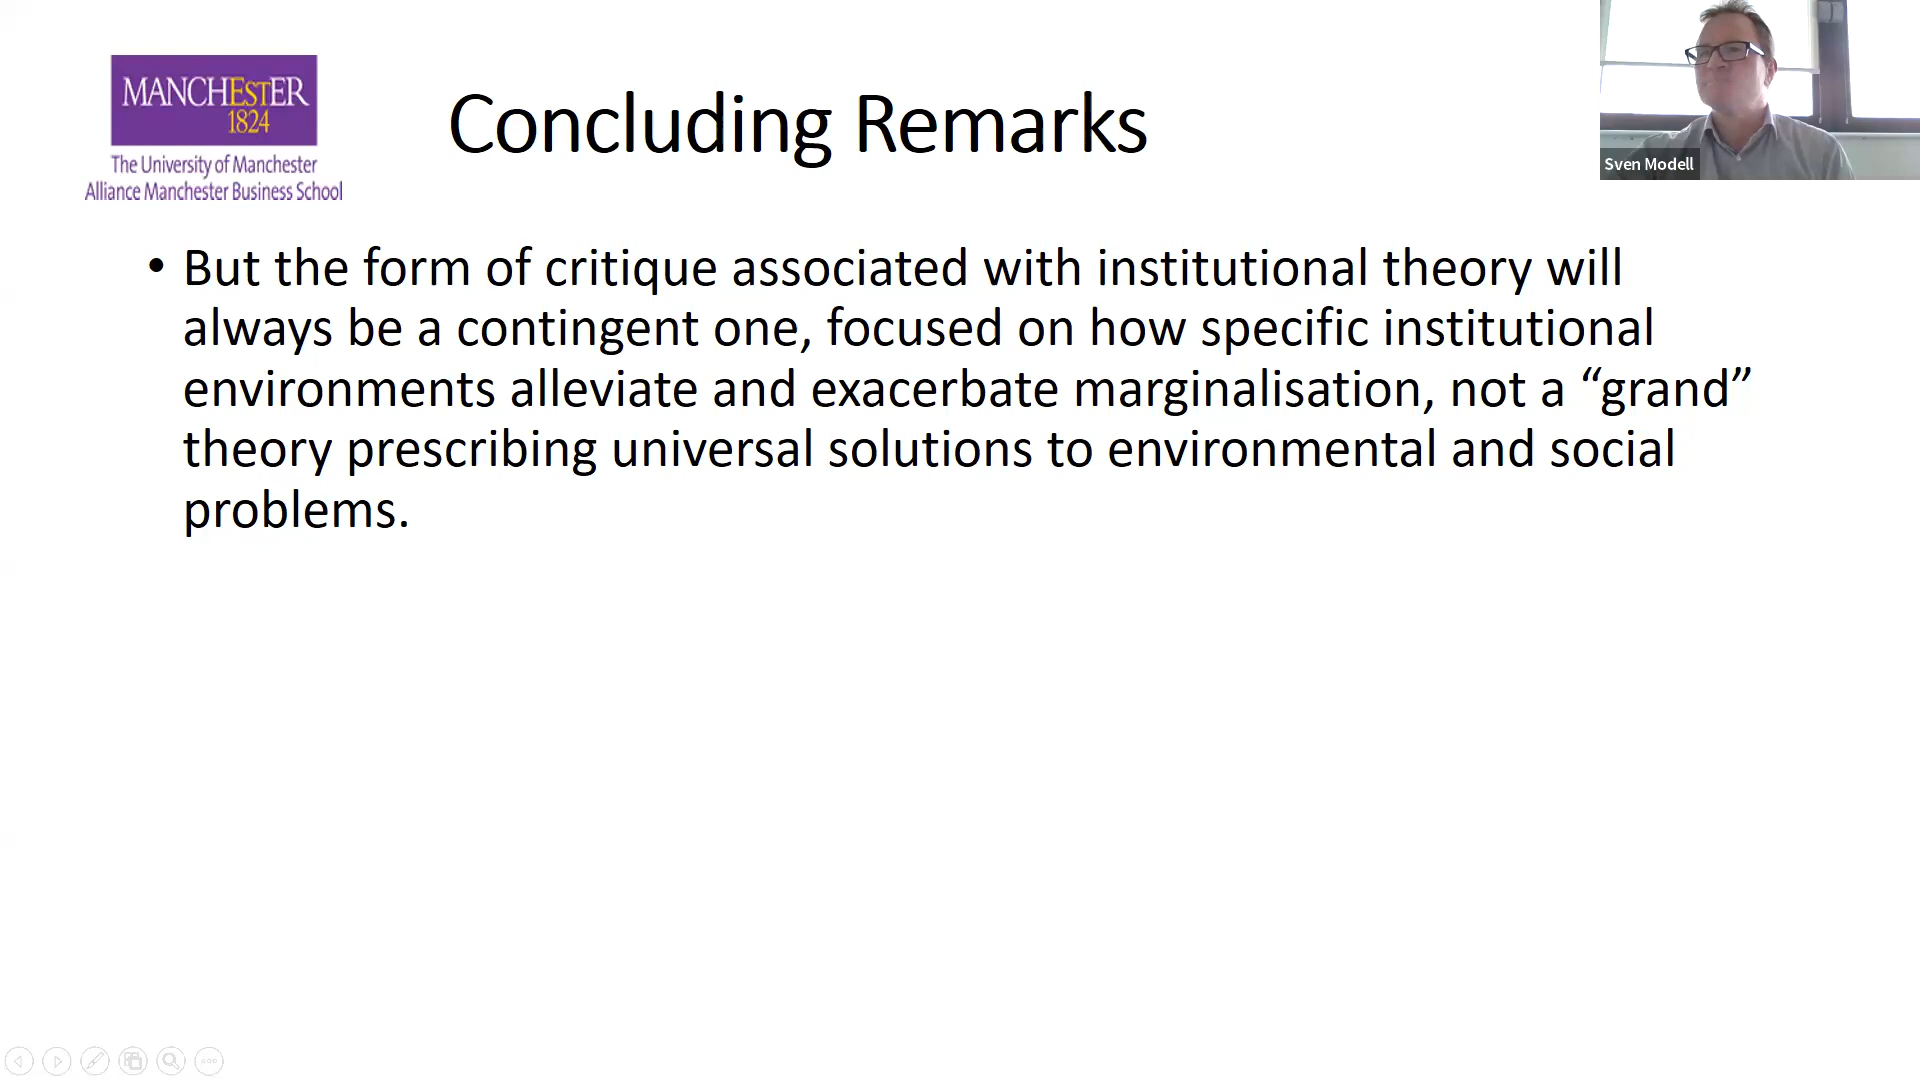 MANCHESTER
1824
The University of Manchester
Alliance Manchester Business School
Concluding Remarks
Sven Modell
• But the form of critique associated with institutional theory will
always be a contingent one, focused on how specific institutional
environments alleviate and exacerbate marginalisation, not a “grand”
theory prescribing universal solutions to environmental and social
problems.